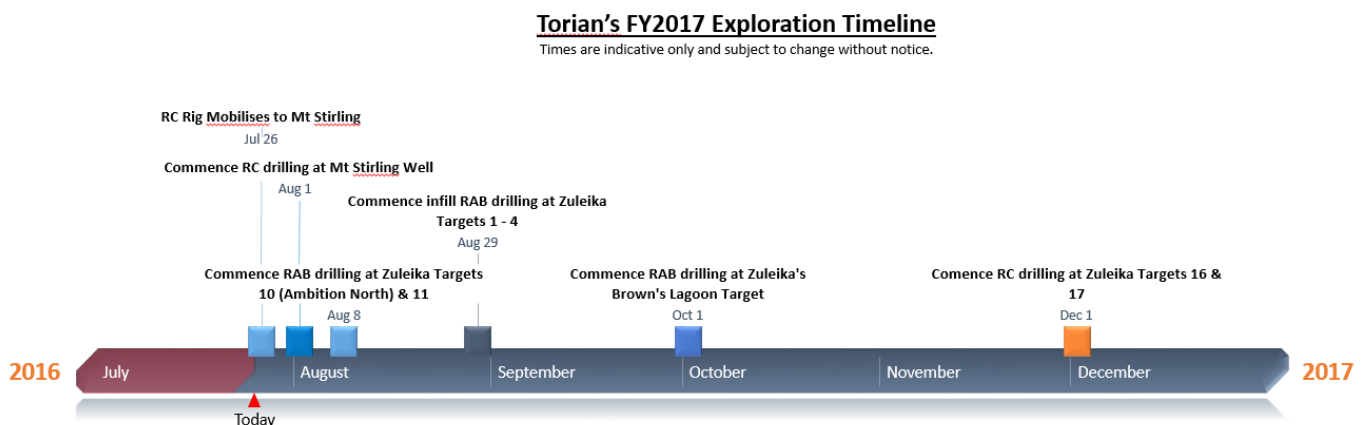 Torian's FY2017 Exploration Timeline
Times are indicative only and subject to change without notice.
RC Rig Mobilises to Mt Stirling
Jul 26
Commence RC drilling at Mt Stirling Well
Aug 1
Commence infill RAB drilling at Zuleika
Targets 1 - 4
Aug 29
Commence RAB drilling at Zuleika Targets
10 (Ambition North) & 11
Aug 8
Commence RAB drilling at Zuleika's
Brown's Lagoon Target
Oct 1
Comence RC drilling at Zuleika Targets 16 &
17
Dec 1
2016
July
August
September
October
November
December
2017
Today